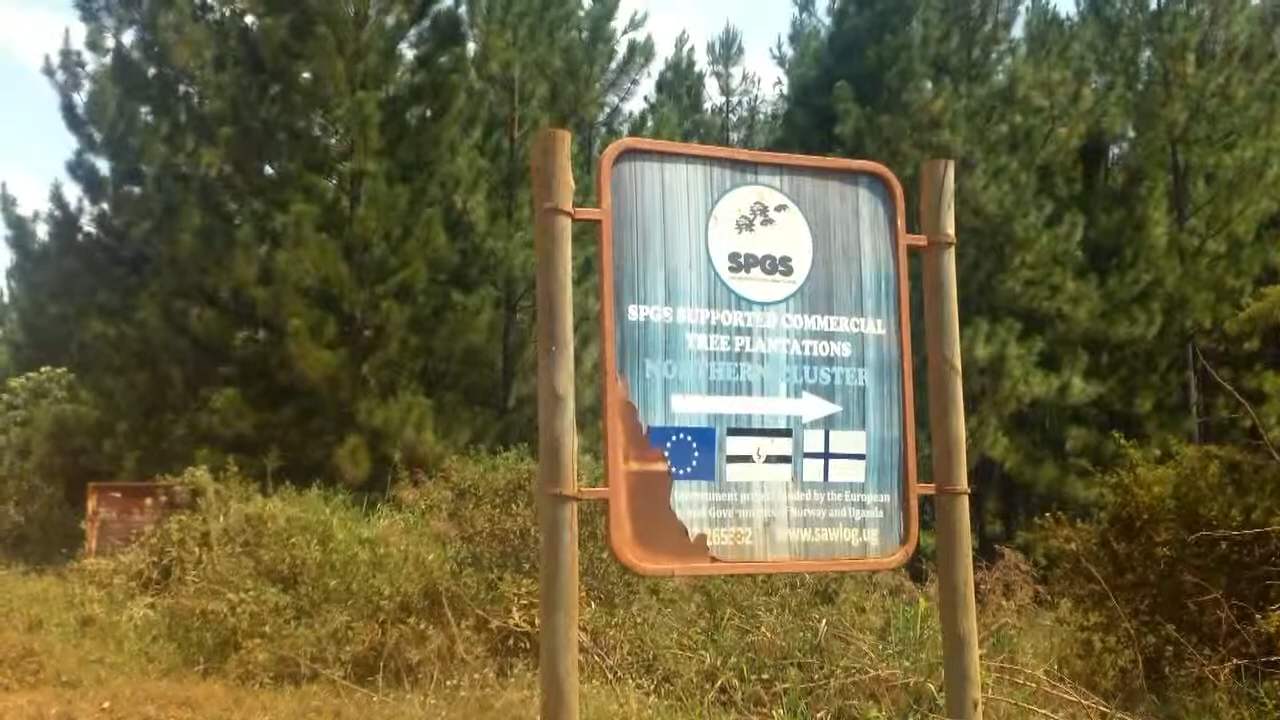 SPGS
SPGS SUPPORTED COMMERCIAL
TREE PLANTATIONS
NORTHERN CLUSTER
Government project funded by the European
Governments of Norway and Uganda
www.sawlog.ug